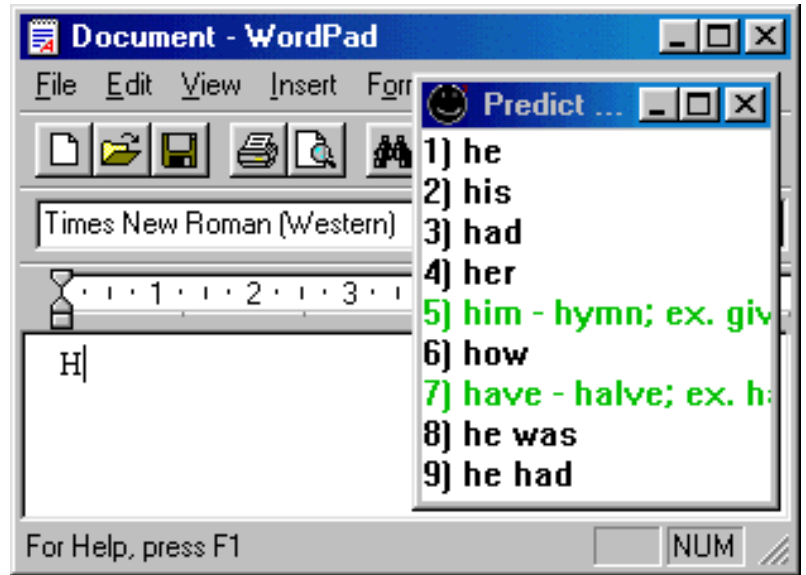 Document - WordPad
File Edit View Insert Form
Predict ...
1) he
2) his
3) had
4) her
5) him - hymn; ex. giv
6) how
7) have - halve; ex. ha
8) he was
9) he had
Times New Roman (Western)
1 2 3
H
For Help, press F1
NUM